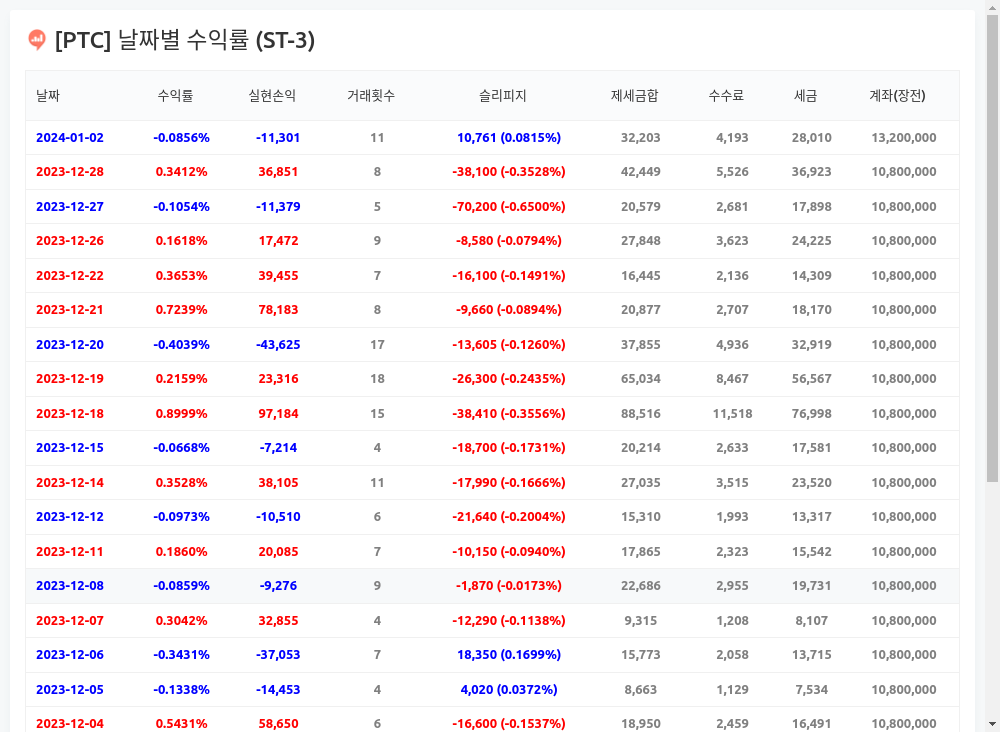 [PTC] 날짜별 수익률 (ST-3)
날짜 수익률 실현손익 거래횟수 슬리피지 제세금합 수수료 세금 계좌(장전)
2024-01-02 -0.0856% -11,301 11 10,761 (0.0815%) 32,203 4,193 28,010 13,200,000
2023-12-28 0.3412% 36,851 8 -38,100 (-0.3528%) 42,449 5,526 36,923 10,800,000
2023-12-27 -0.1054% -11,379 5 -70,200 (-0.6500%) 20,579 2,681 17,898 10,800,000
2023-12-26 0.1618% 17,472 9 -8,580 (-0.0794%) 27,848 3,623 24,225 10,800,000
2023-12-22 0.3653% 39,455 7 -16,100 (-0.1491%) 16,445 2,136 14,309 10,800,000
2023-12-21 0.7239% 78,183 8 -9,660 (-0.0894%) 20,877 2,707 18,170 10,800,000
2023-12-20 -0.4039% -43,625 17 -13,605 (-0.1260%) 37,855 4,936 32,919 10,800,000
2023-12-19 0.2159% 23,316 18 -26,300 (-0.2435%) 65,034 8,467 56,567 10,800,000
2023-12-18 0.8999% 97,184 15 -38,410 (-0.3556%) 88,516 11,518 76,998 10,800,000
2023-12-15 -0.0668% -7,214 4 -18,700 (-0.1731%) 20,214 2,633 17,581 10,800,000
2023-12-14 0.3528% 38,105 11 -17,990 (-0.1666%) 27,035 3,515 23,520 10,800,000
2023-12-12 -0.0973% -10,510 6 -21,640 (-0.2004%) 15,310 1,993 13,317 10,800,000
2023-12-11 0.1860% 20,085 7 -10,150 (-0.0940%) 17,865 2,323 15,542 10,800,000
2023-12-08 -0.0859% -9,276 9 -1,870 (-0.0173%) 22,686 2,955 19,731 10,800,000
2023-12-07 0.3042% 32,855 4 -12,290 (-0.1138%) 9,315 1,208 8,107 10,800,000
2023-12-06 -0.3431% -37,053 7 18,350 (0.1699%) 15,773 2,058 13,715 10,800,000
2023-12-05 -0.1338% -14,453 4 4,020 (0.0372%) 8,663 1,129 7,534 10,800,000
2023-12-04 0.5431% 58,650 6 -16,600 (-0.1537%) 18,950 2,459 16,491 10,800,000